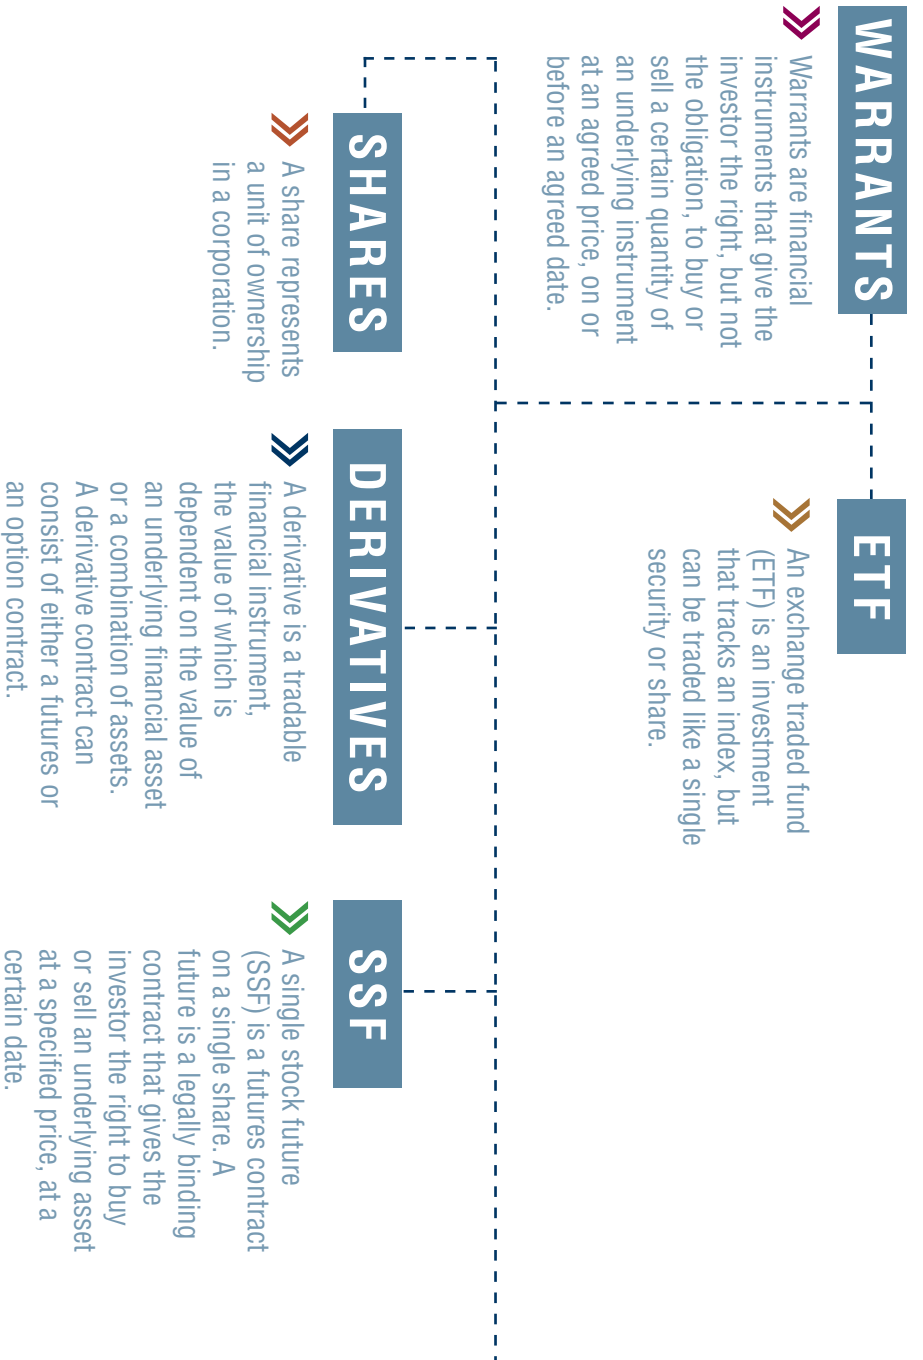 WARRANTS
Warrants are financial
instruments that give the
investor the right, but not
the obligation, to buy or
sell a certain quantity of
an underlying instrument
at an agreed price, on or
before an agreed date.
ETF
An exchange traded fund
(ETF) is an investment
that tracks an index, but
can be traded like a single
security or share.
SHARES
A share represents
a unit of ownership
in a corporation.
DERIVATIVES
A derivative is a tradable
financial instrument,
the value of which is
dependent on the value of
an underlying financial asset
or a combination of assets.
A derivative contract can
consist of either a futures or
an option contract.
SSF
A single stock future
(SSF) is a futures contract
on a single share. A
future is a legally binding
contract that gives the
investor the right to buy
or sell an underlying asset
at a specified price, at a
certain date.